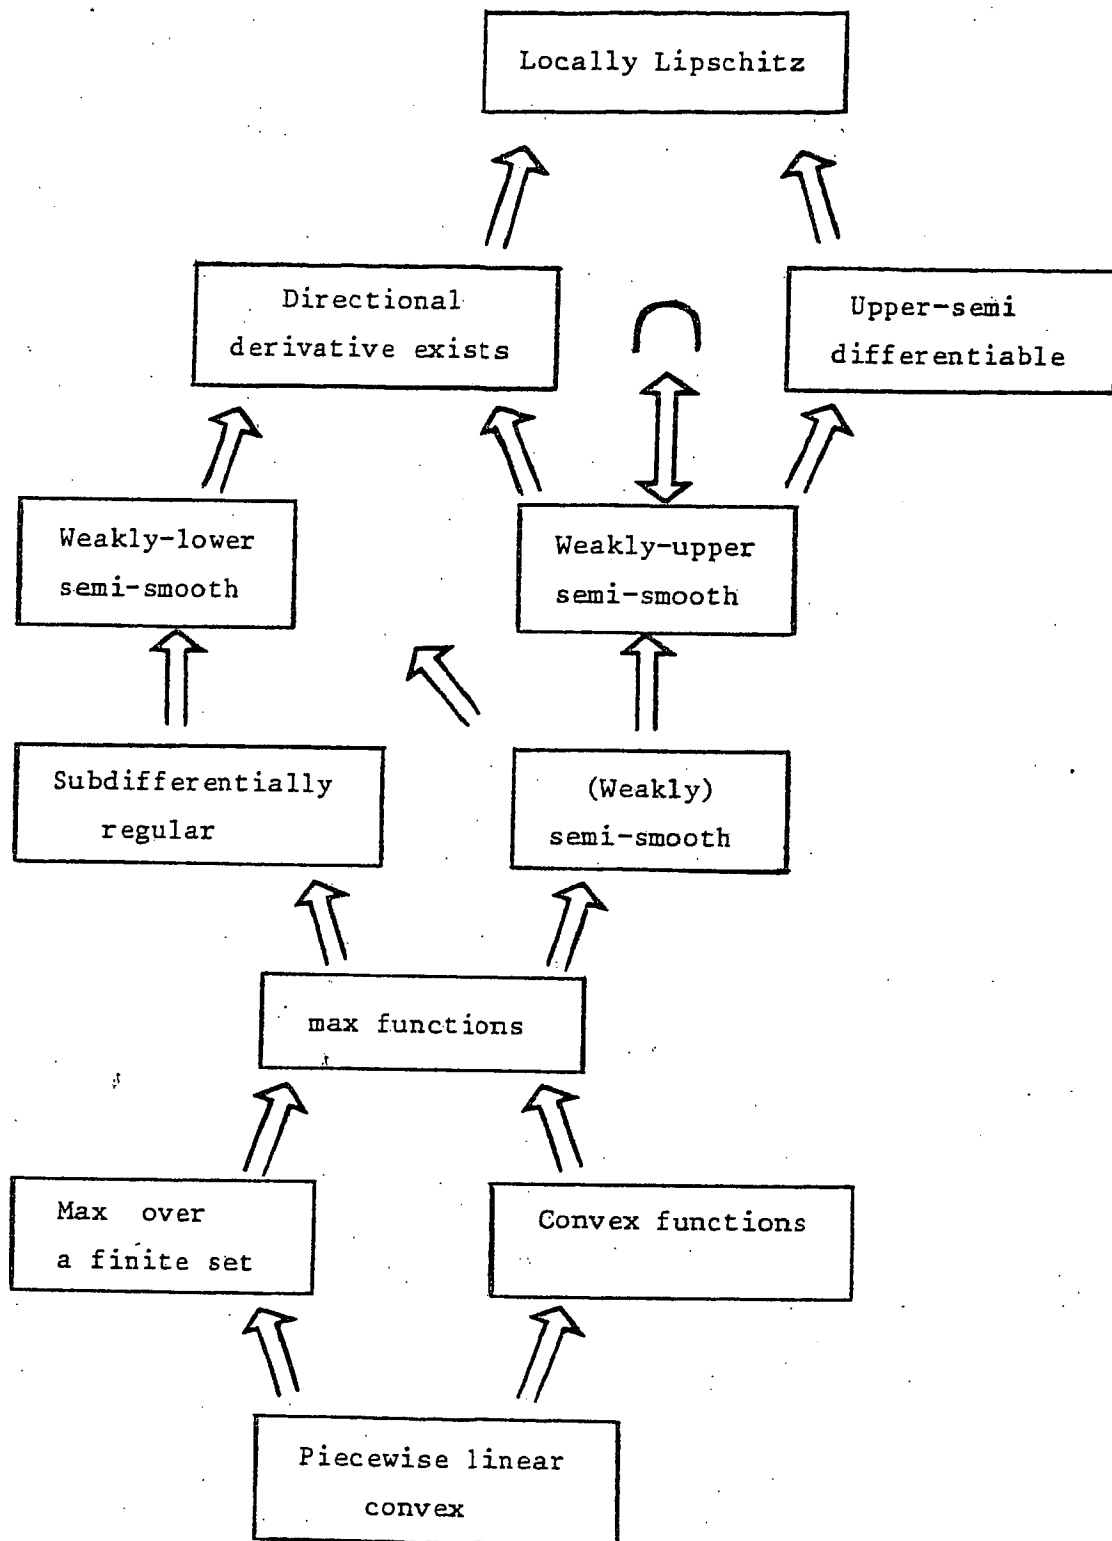 Locally Lipschitz
Directional
derivative exists
Upper-semi
differentiable
Weakly-lower
semi-smooth
Weakly-upper
semi-smooth
Subdifferentially
regular
(Weakly)
semi-smooth
max functions
Max over
a finite set
Convex functions
Piecewise linear
convex